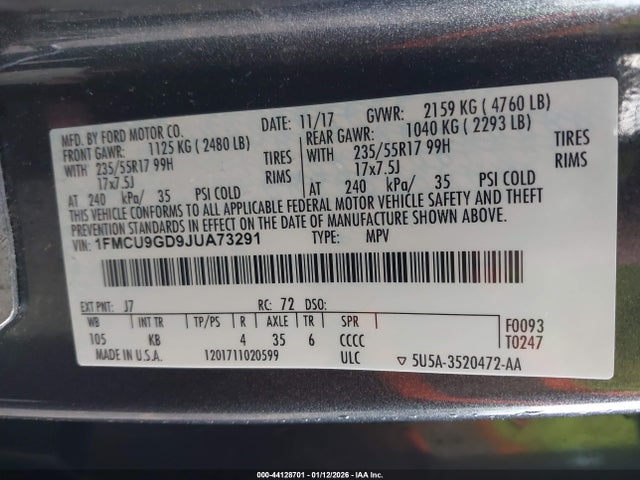 MFD. BY FORD MOTOR CO.
DATE: 11/17 GVWR: 2159 KG ( 4760 LB)
FRONT GAWR: 1125 KG ( 2480 LB)
REAR GAWR: 1040 KG ( 2293 LB)
WITH 235/55R17 99H TIRES
WITH 235/55R17 99H TIRES
17x7.5J RIMS
17x7.5J RIMS
AT 240 kPa/ 35 PSI COLD
AT 240 kPa/ 35 PSI COLD
THIS VEHICLE CONFORMS TO ALL APPLICABLE FEDERAL MOTOR VEHICLE SAFETY AND THEFT
PREVENTION STANDARDS IN EFFECT ON THE DATE OF MANUFACTURE SHOWN ABOVE.
VIN: 1FMCU9GD9JUA73291 TYPE: MPV
EXT PNT: J7 RC: 72 DSO:
WB INT TR TP/PS R AXLE TR SPR F0093
105 KB 4 35 6 CCCC T0247
MADE IN U.S.A. 1201711020599 ULC ▽ 5U5A-3520472-AA
000-44128701 - 01/12/2026 - IAA Inc.